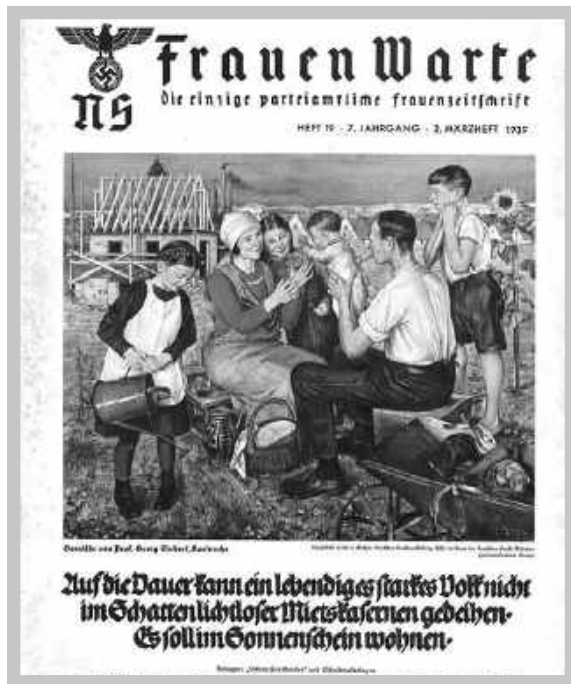 NS
Frauen Warte
Die einzige parteiamtliche Frauenzeitschrift
HEFT 19 · 7. JAHRGANG · 2. MÄRZHEFT 1939
Gemälde von Prof. Georg Siebert, Karlsruhe
Auf die Dauer kann ein lebendiges starkes Volk nicht
im Schatten lichtloser Mietskasernen gedeihen.
Es soll im Sonnenschein wohnen.